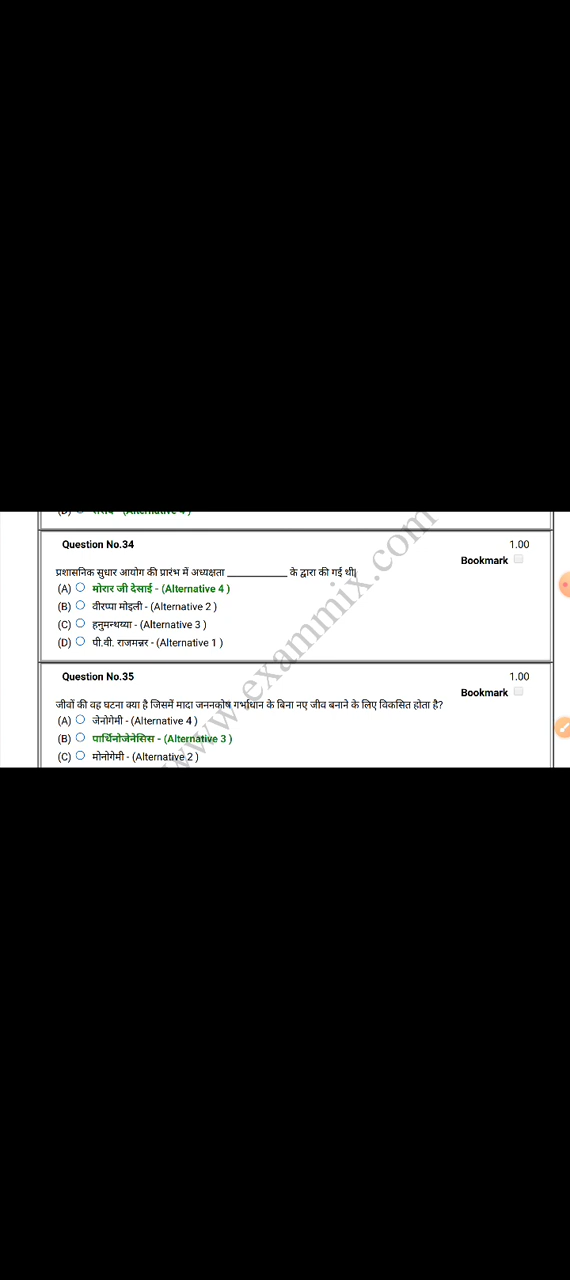 Question No.34
1.00
Bookmark
प्रशासनिक सुधार आयोग की प्रारंभ में अध्यक्षता ____________ के द्वारा की गई थी|
(A) मोरार जी देसाई - (Alternative 4 )
(B) वीरप्पा मोइली - (Alternative 2 )
(C) हनुमन्थय्या - (Alternative 3 )
(D) पी.वी. राजमन्नर - (Alternative 1 )
Question No.35
1.00
Bookmark
जीवों की वह घटना क्या है जिसमें मादा जननकोष गर्भाधान के बिना नए जीव बनाने के लिए विकसित होता है?
(A) जेनोगेमी - (Alternative 4 )
(B) पार्थिनोजेनेसिस - (Alternative 3 )
(C) मोनोगेमी - (Alternative 2 )
www.exammix.com